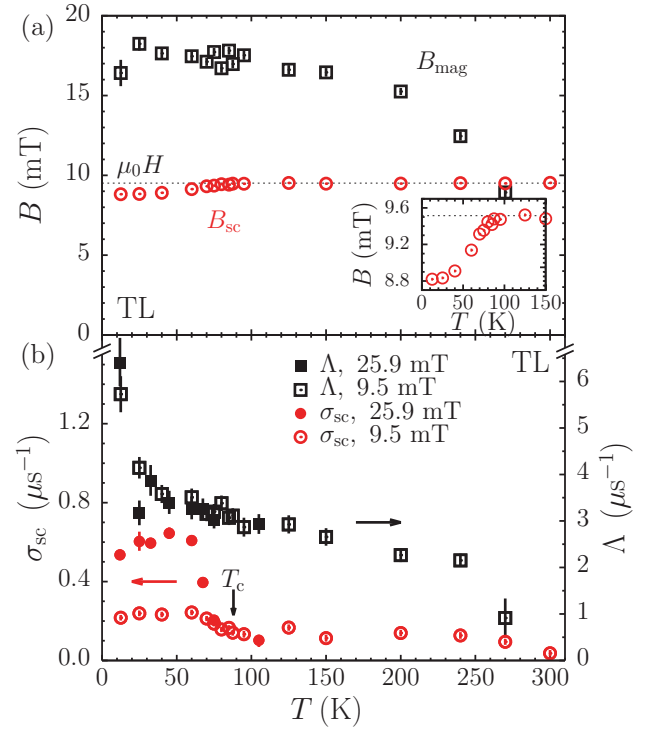 (a)
20
15
10
5
0
B (mT)
B_mag
μ₀H
B_sc
TL
9.6
9.2
8.8
B (mT)
0 50 100 150
T (K)
(b)
TL
Λ, 25.9 mT
Λ, 9.5 mT
σ_sc, 25.9 mT
σ_sc, 9.5 mT
1.2
0.8
0.4
0.0
σ_sc (μs⁻¹)
T_c
6
5
4
3
2
1
0
Λ (μs⁻¹)
0 50 100 150 200 250 300
T (K)